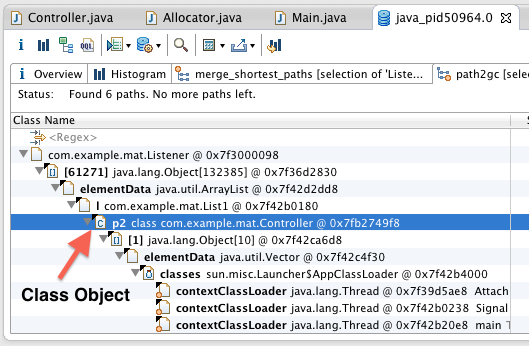 Controller.java Allocator.java Main.java java_pid50964.0
i OQL
i Overview Histogram merge_shortest_paths [selection of 'Liste... path2gc [selec
Status: Found 6 paths. No more paths left.
Class Name S
<Regex>
com.example.mat.Listener @ 0x7f3000098
[61271] java.lang.Object[132385] @ 0x7f36d2830
elementData java.util.ArrayList @ 0x7f42d2dd8
l com.example.mat.List1 @ 0x7f42b0180
p2 class com.example.mat.Controller @ 0x7fb2749f8
[1] java.lang.Object[10] @ 0x7f42ca6d8
elementData java.util.Vector @ 0x7f42c4f30
classes sun.misc.Launcher$AppClassLoader @ 0x7f42b4000
Class Object
contextClassLoader java.lang.Thread @ 0x7f39d5ae8 Attach
contextClassLoader java.lang.Thread @ 0x7f42b0238 Signal
contextClassLoader java.lang.Thread @ 0x7f42b20e8 main T